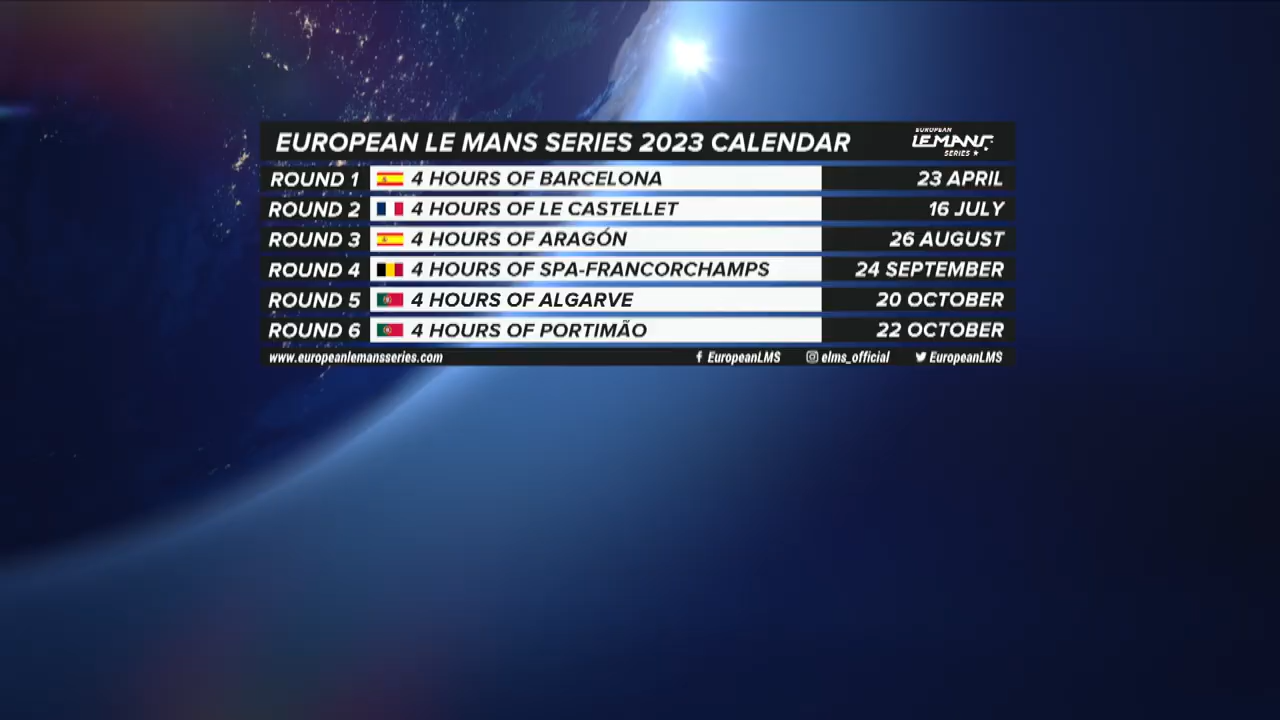 EUROPEAN LE MANS SERIES 2023 CALENDAR
EUROPEAN
LE MANS
SERIES
ROUND 1 4 HOURS OF BARCELONA 23 APRIL
ROUND 2 4 HOURS OF LE CASTELLET 16 JULY
ROUND 3 4 HOURS OF ARAGÓN 26 AUGUST
ROUND 4 4 HOURS OF SPA-FRANCORCHAMPS 24 SEPTEMBER
ROUND 5 4 HOURS OF ALGARVE 20 OCTOBER
ROUND 6 4 HOURS OF PORTIMÃO 22 OCTOBER
www.europeanlemansseries.com EuropeanLMS elms_official EuropeanLMS